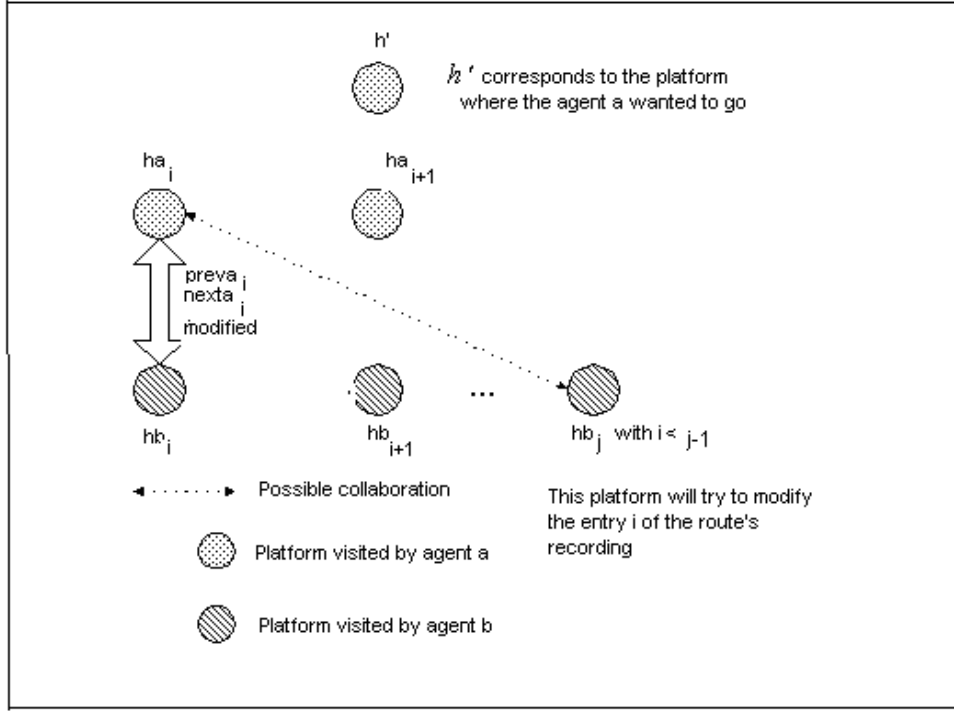 h'
h' corresponds to the platform
where the agent a wanted to go
ha i
ha i+1
preva i
nexta i
modified
hb i
hb i+1
...
hb j with i < j-1
Possible collaboration
This platform will try to modify
the entry i of the route's
recording
Platform visited by agent a
Platform visited by agent b